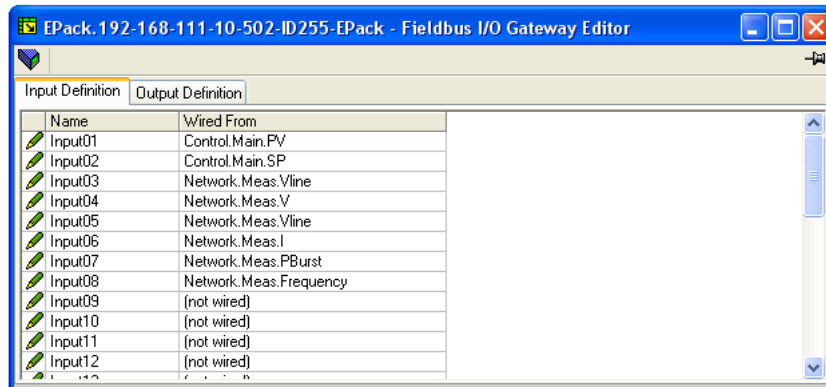 EPack.192-168-111-10-502-ID255-EPack - Fieldbus I/O Gateway Editor
Input Definition Output Definition
Name Wired From
Input01 Control.Main.PV
Input02 Control.Main.SP
Input03 Network.Meas.Vline
Input04 Network.Meas.V
Input05 Network.Meas.Vline
Input06 Network.Meas.I
Input07 Network.Meas.PBurst
Input08 Network.Meas.Frequency
Input09 (not wired)
Input10 (not wired)
Input11 (not wired)
Input12 (not wired)